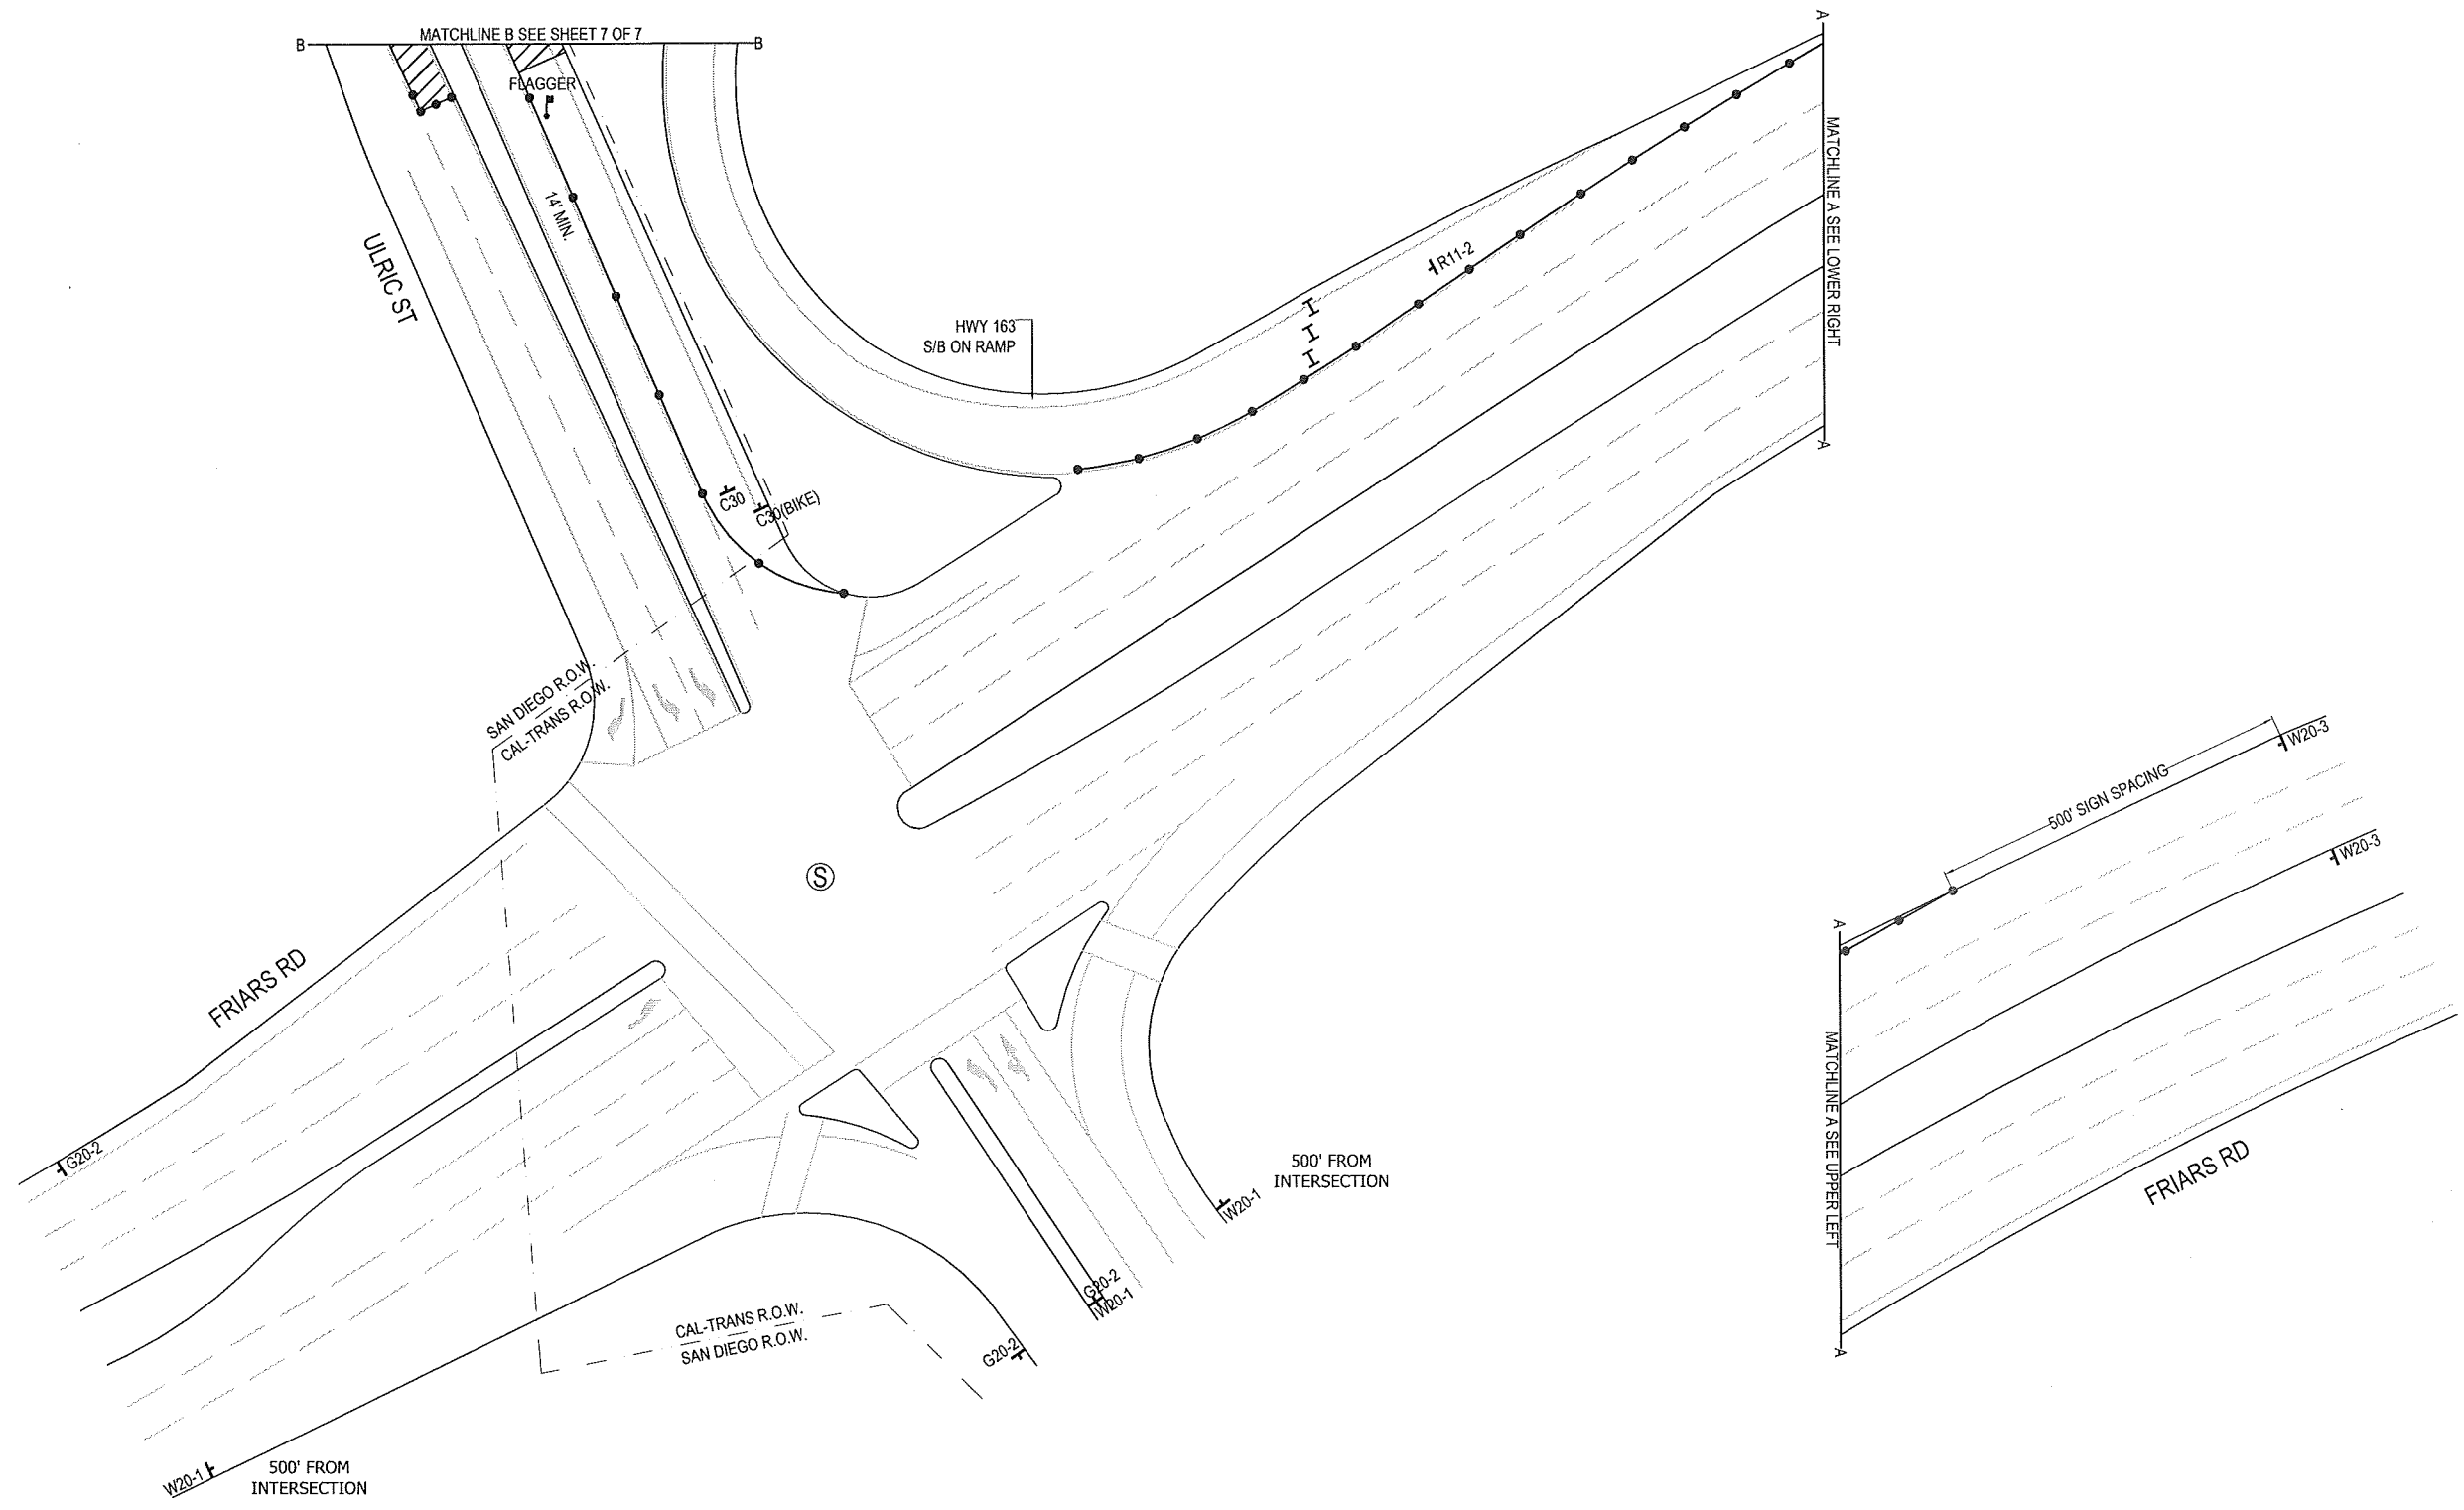 MATCHLINE B SEE SHEET 7 OF 7
B
B
A
FLAGGER
14' MIN.
MATCHLINE A SEE LOWER RIGHT
ULRIC ST
R11-2
HWY 163
S/B ON RAMP
A
C30
C30(BIKE)
SAN DIEGO R.O.W.
CAL-TRANS R.O.W.
W20-3
500' SIGN SPACING
W20-3
S
A
FRIARS RD
MATCHLINE A SEE UPPER LEFT
G20-2
FRIARS RD
500' FROM
INTERSECTION
W20-1
G20-2
W20-1
CAL-TRANS R.O.W.
SAN DIEGO R.O.W.
G20-2
A
W20-1
500' FROM
INTERSECTION